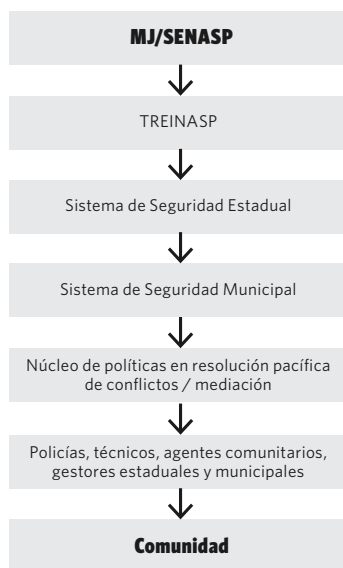 MJ/SENASP
TREINASP
Sistema de Seguridad Estadual
Sistema de Seguridad Municipal
Núcleo de políticas en resolución pacífica
de conflictos / mediación
Policías, técnicos, agentes comunitarios,
gestores estaduales y municipales
Comunidad